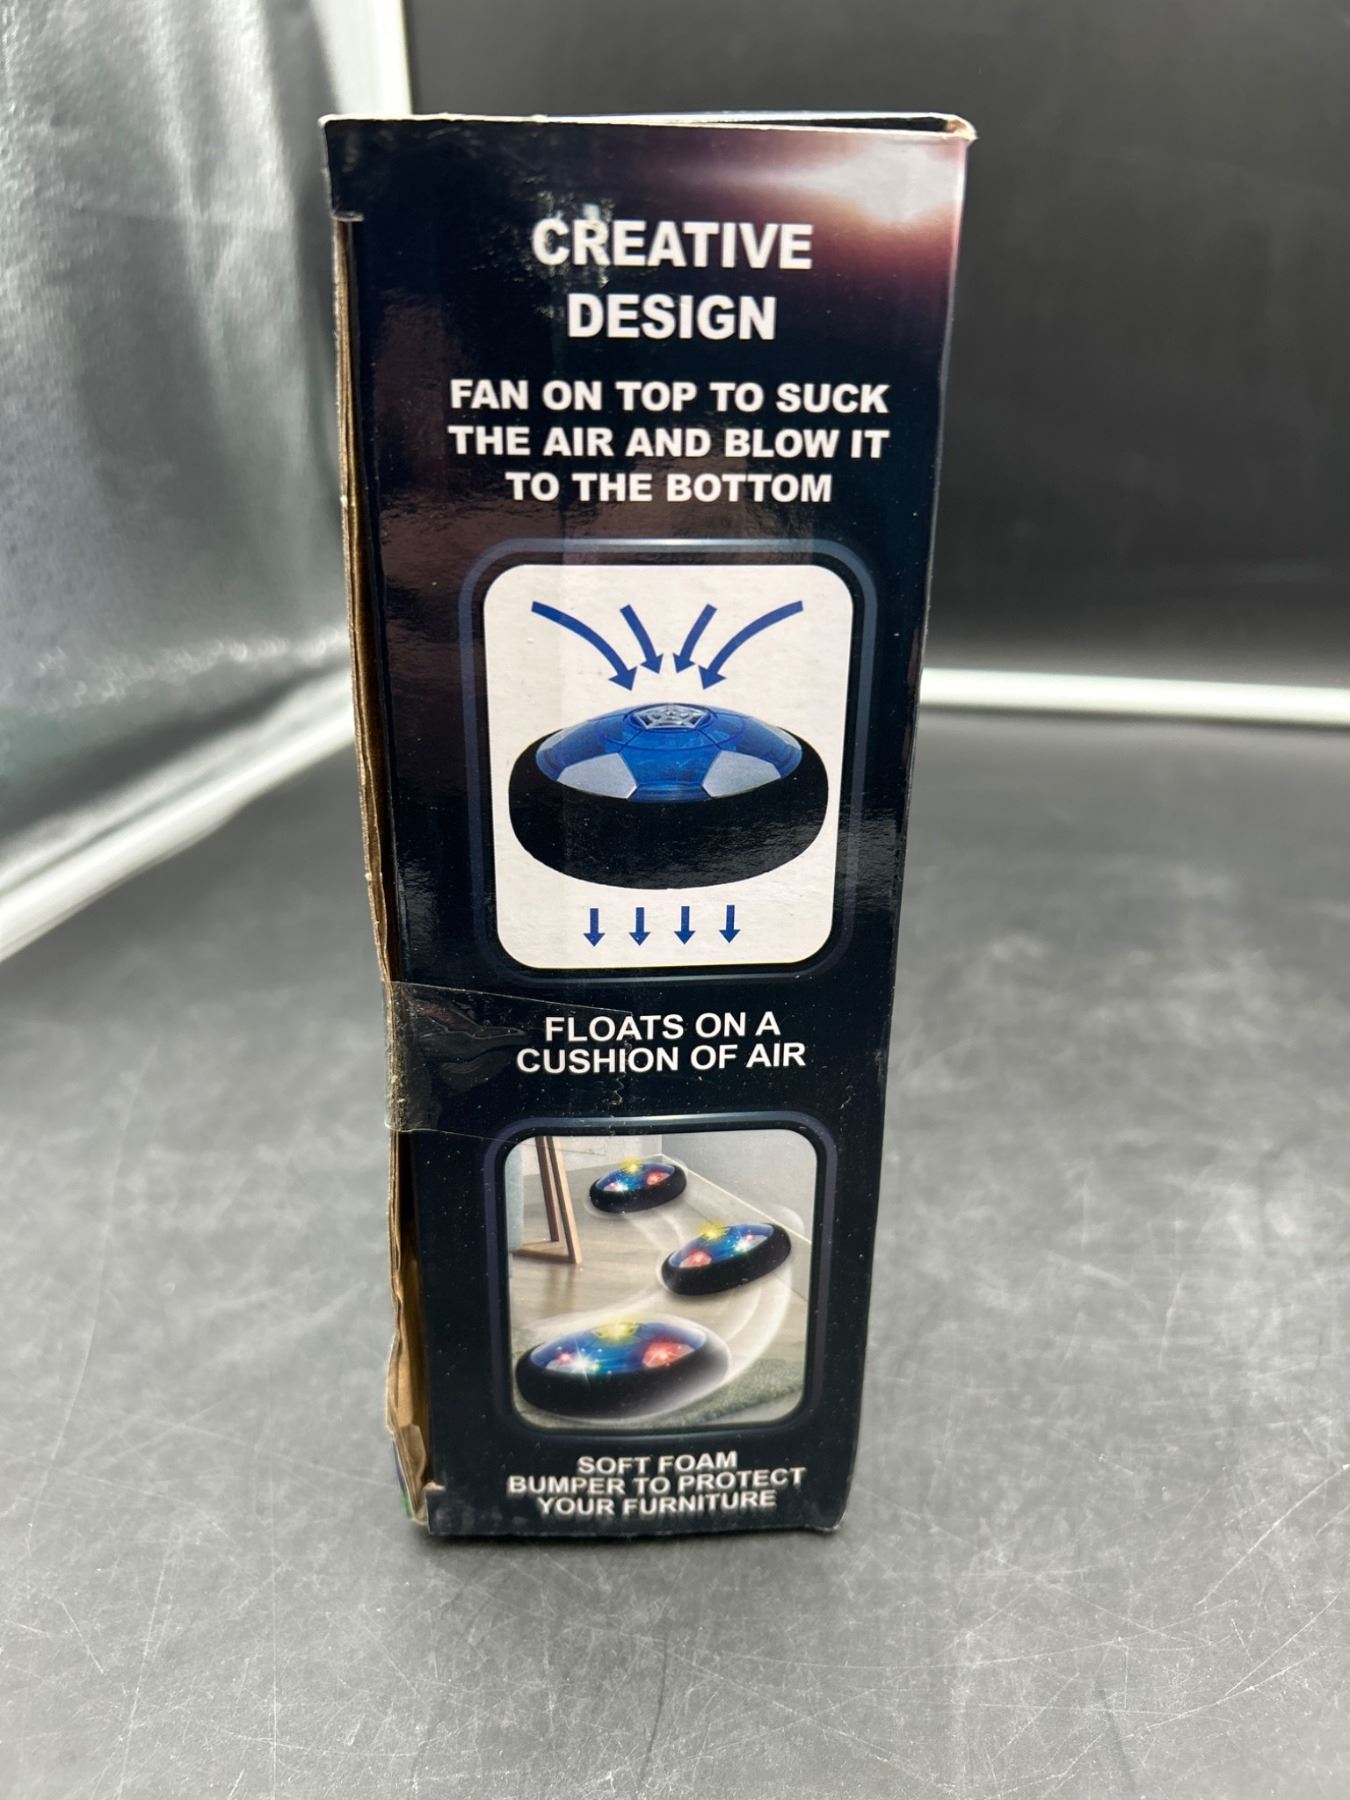 CREATIVE
DESIGN
FAN ON TOP TO SUCK
THE AIR AND BLOW IT
TO THE BOTTOM
FLOATS ON A
CUSHION OF AIR
SOFT FOAM
BUMPER TO PROTECT
YOUR FURNITURE